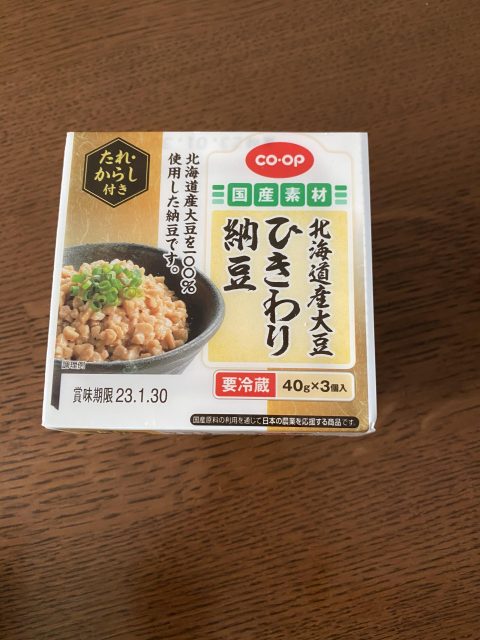 たれ・
からし
付き
北海道産大豆を一〇〇%
使用した納豆です。
CO・OP
国産素材
北海道産大豆
ひきわり
納豆
調理例
要冷蔵 40g×3個入
賞味期限 23.1.30
国産原料の利用を通じて日本の農業を応援する商品です。